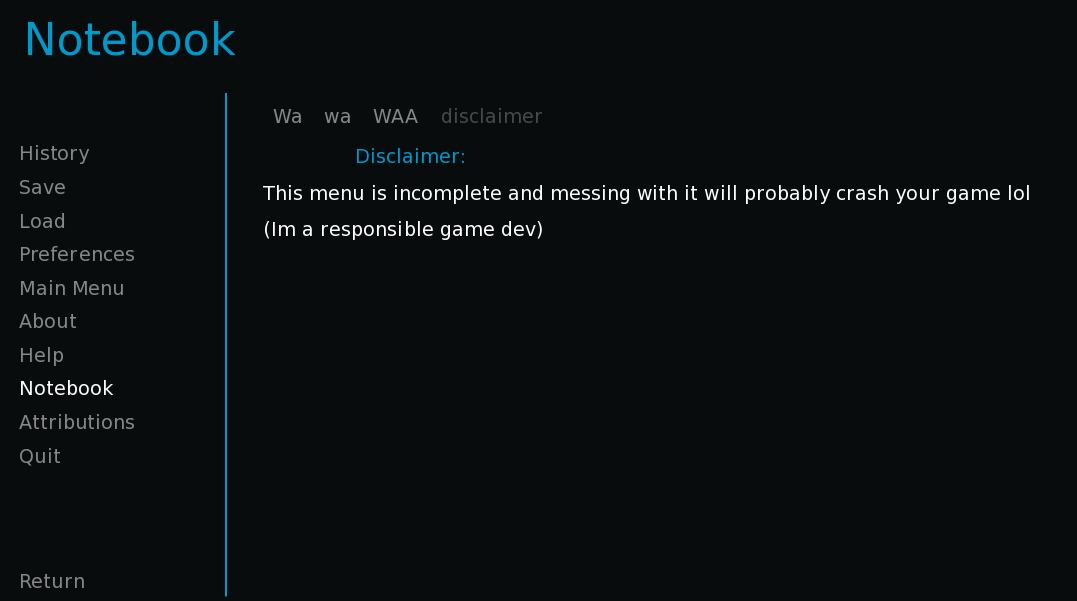 Notebook
History
Save
Load
Preferences
Main Menu
About
Help
Notebook
Attributions
Quit
Return
Wa wa WAA disclaimer
Disclaimer:
This menu is incomplete and messing with it will probably crash your game lol
(Im a responsible game dev)